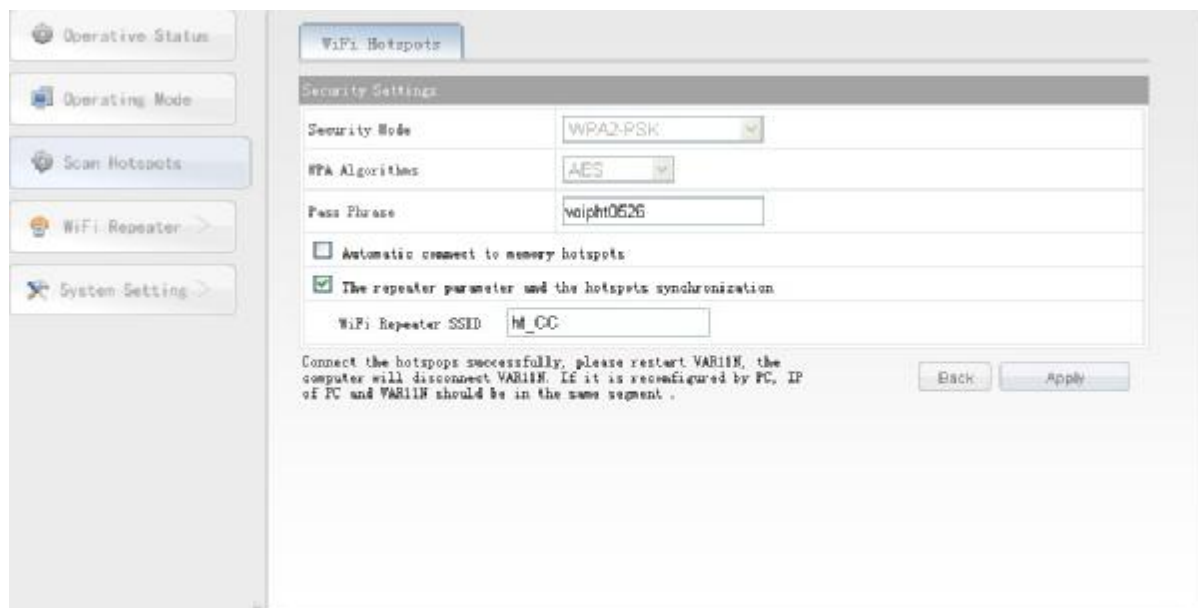 Operative Status
Operating Mode
Scan Hotspots
WiFi Repeater >
System Setting >
WiFi Hotspots
Security Settings
Security Mode WPA2-PSK
WPA Algorithms AES
Pass Phrase voipht0526
Automatic connect to memory hotspots
The repeater parameter and the hotspots synchronization
WiFi Repeater SSID ht_CC
Connect the hotspops successfully, please restart VAR11N, the
computer will disconnect VAR11N. If it is reconfigured by PC, IP
of PC and VAR11N should be in the same segment .
Back Apply